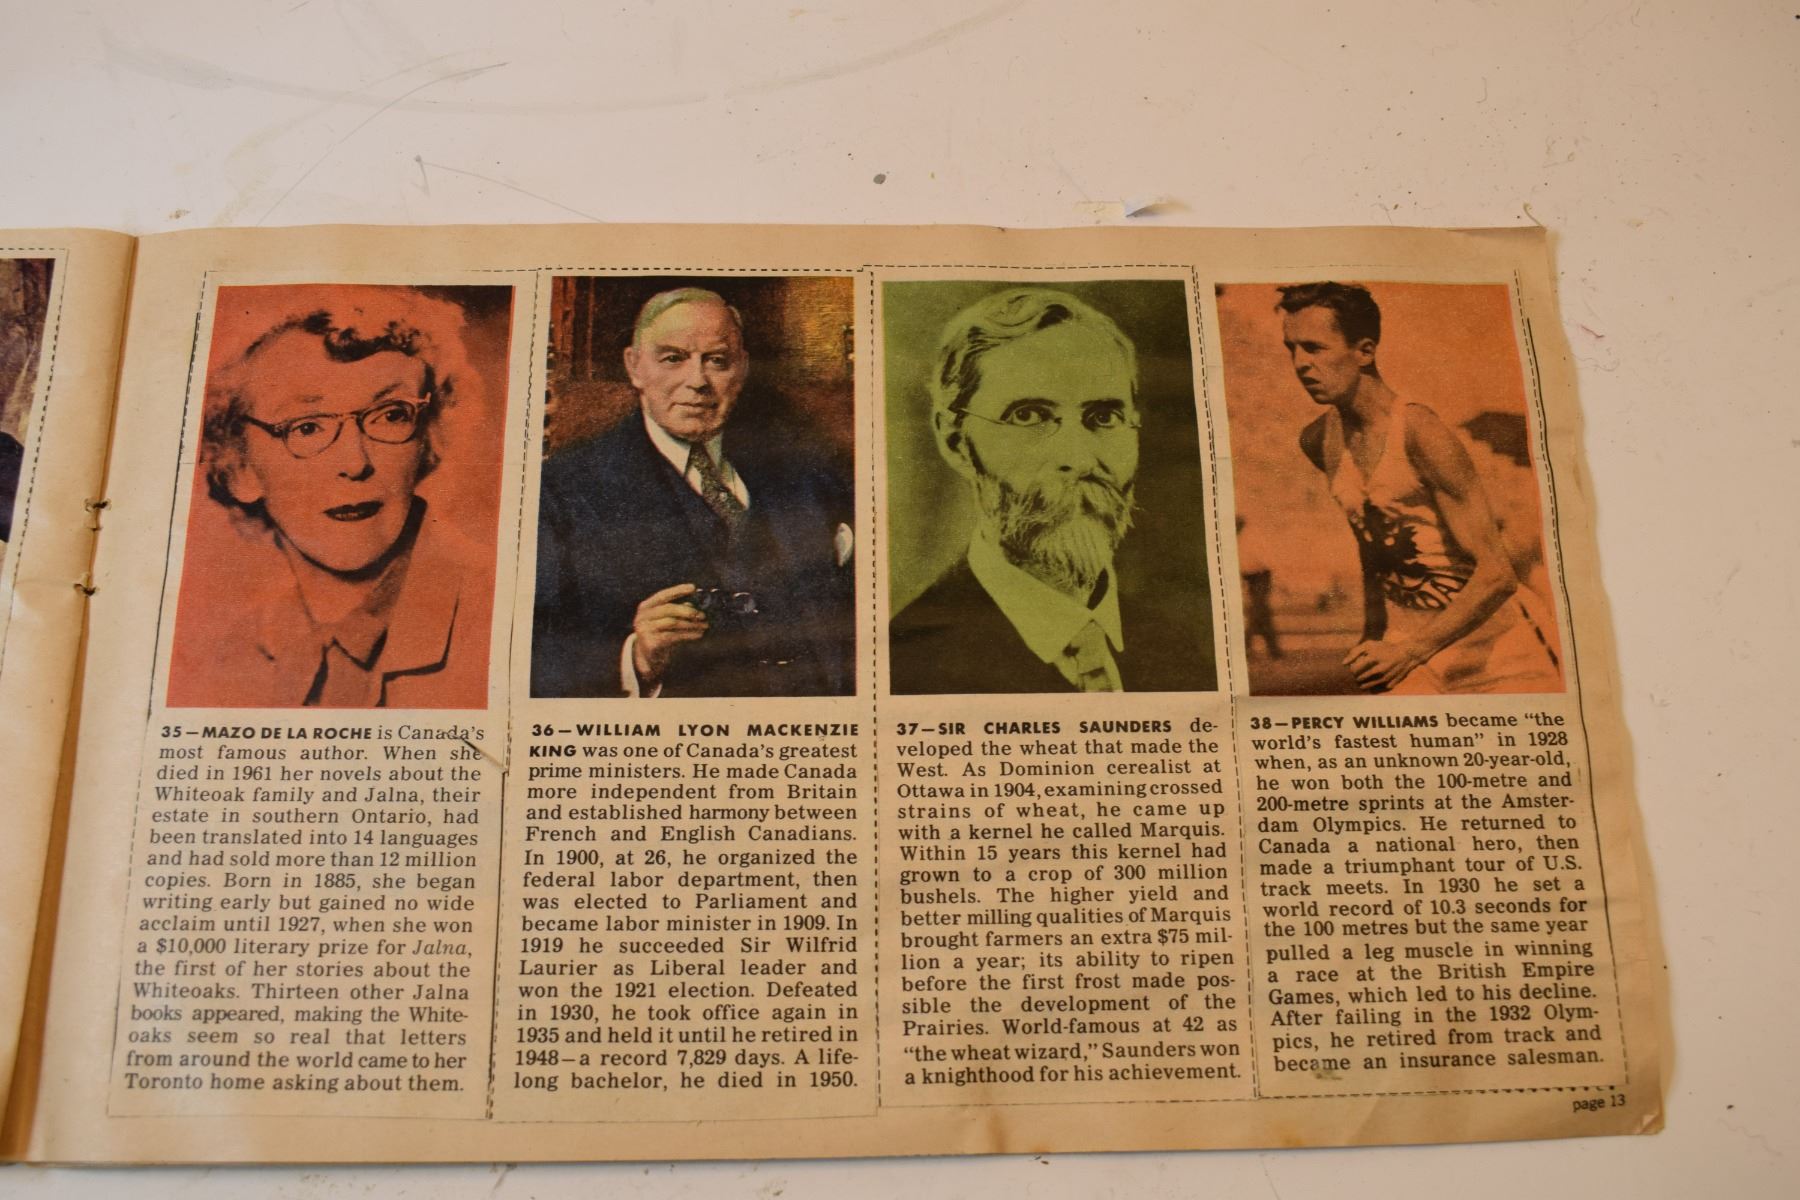 35—MAZO DE LA ROCHE is Canada's
most famous author. When she
died in 1961 her novels about the
Whiteoak family and Jalna, their
estate in southern Ontario, had
been translated into 14 languages
and had sold more than 12 million
copies. Born in 1885, she began
writing early but gained no wide
acclaim until 1927, when she won
a $10,000 literary prize for Jalna,
the first of her stories about the
Whiteoaks. Thirteen other Jalna
books appeared, making the White-
oaks seem so real that letters
from around the world came to her
Toronto home asking about them.
36—WILLIAM LYON MACKENZIE
KING was one of Canada's greatest
prime ministers. He made Canada
more independent from Britain
and established harmony between
French and English Canadians.
In 1900, at 26, he organized the
federal labor department, then
was elected to Parliament and
became labor minister in 1909. In
1919 he succeeded Sir Wilfrid
Laurier as Liberal leader and
won the 1921 election. Defeated
in 1930, he took office again in
1935 and held it until he retired in
1948—a record 7,829 days. A life-
long bachelor, he died in 1950.
37—SIR CHARLES SAUNDERS de-
veloped the wheat that made the
West. As Dominion cerealist at
Ottawa in 1904, examining crossed
strains of wheat, he came up
with a kernel he called Marquis.
Within 15 years this kernel had
grown to a crop of 300 million
bushels. The higher yield and
better milling qualities of Marquis
brought farmers an extra $75 mil-
lion a year; its ability to ripen
before the first frost made pos-
sible the development of the
Prairies. World-famous at 42 as
"the wheat wizard," Saunders won
a knighthood for his achievement.
38—PERCY WILLIAMS became "the
world's fastest human" in 1928
when, as an unknown 20-year-old,
he won both the 100-metre and
200-metre sprints at the Amster-
dam Olympics. He returned to
Canada a national hero, then
made a triumphant tour of U.S.
track meets. In 1930 he set a
world record of 10.3 seconds for
the 100 metres but the same year
pulled a leg muscle in winning
a race at the British Empire
Games, which led to his decline.
After failing in the 1932 Olym-
pics, he retired from track and
became an insurance salesman.
page 13